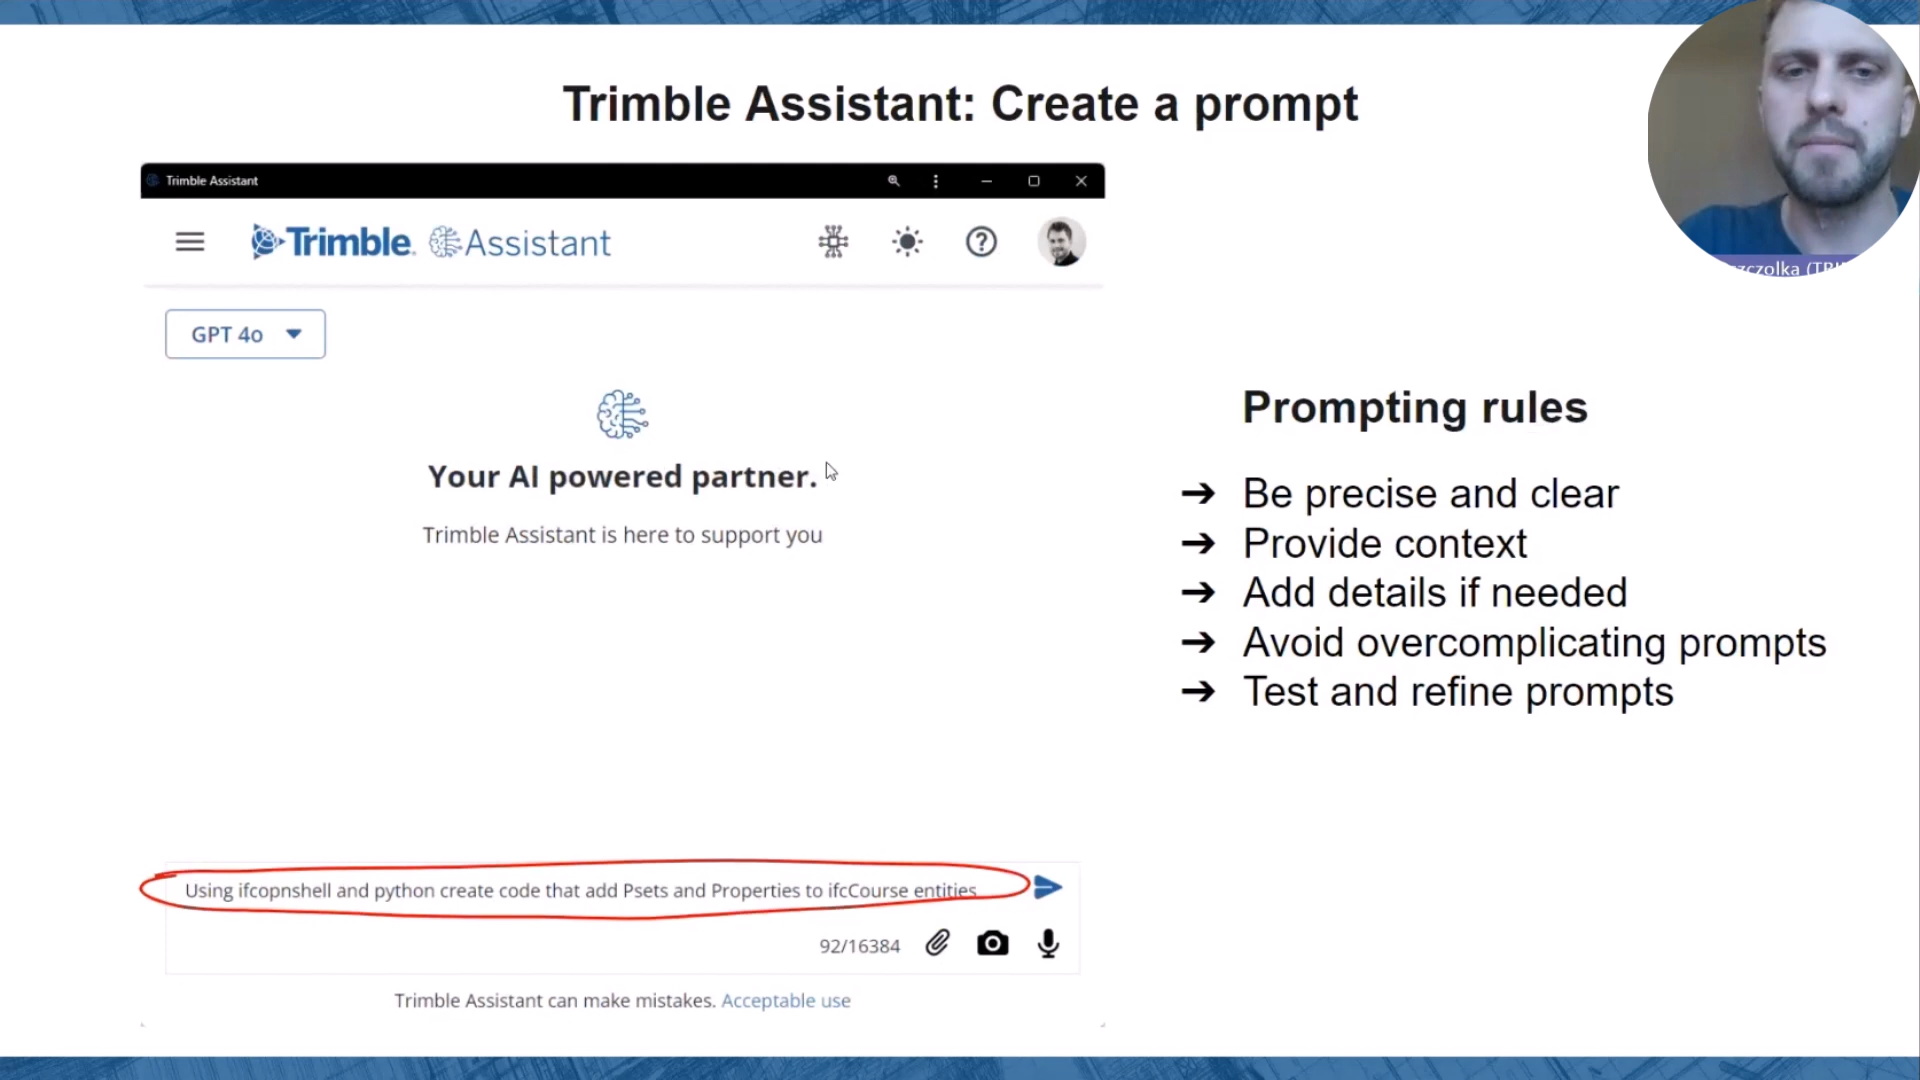 Trimble Assistant: Create a prompt
Trimble Assistant
Trimble Assistant
GPT 4o
Your AI powered partner.
Trimble Assistant is here to support you
Using ifcopnshell and python create code that add Psets and Properties to ifcCourse entities
92/16384
Trimble Assistant can make mistakes. Acceptable use
Prompting rules
➔ Be precise and clear
➔ Provide context
➔ Add details if needed
➔ Avoid overcomplicating prompts
➔ Test and refine prompts